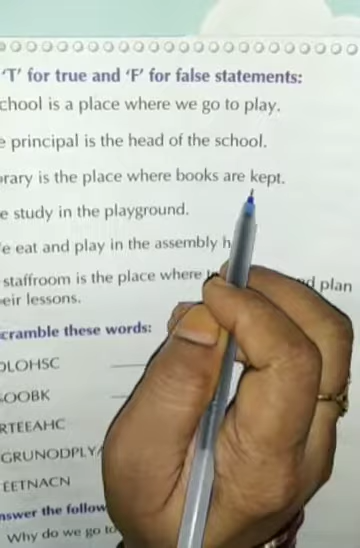 'T' for true and 'F' for false statements:
chool is a place where we go to play.
e principal is the head of the school.
rary is the place where books are kept.
e study in the playground.
e eat and play in the assembly h
staffroom is the place where plan
eir lessons.
cramble these words:
OLOHSC
OOBK
RTEEAHC
GRUNODPLY
EETNACN
nswer the follow
Why do we go to